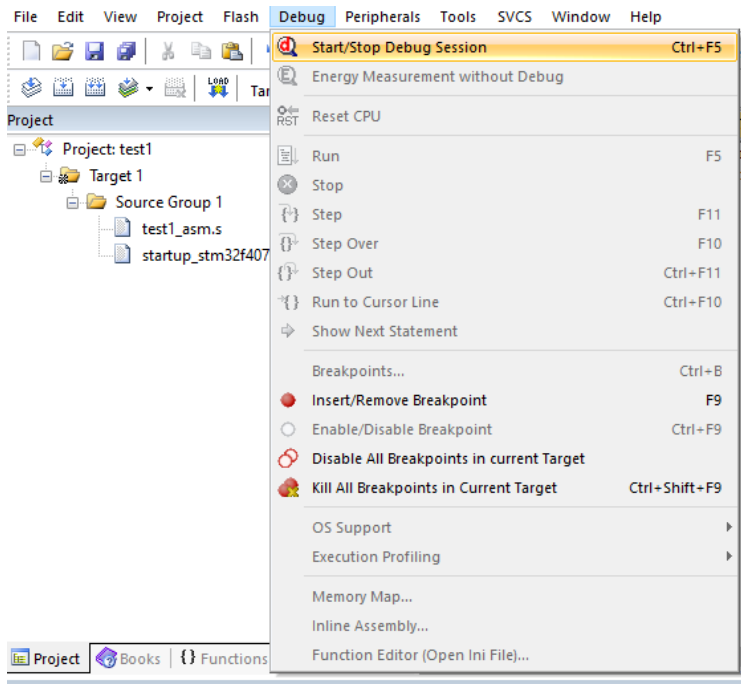 File Edit View Project Flash Debug Peripherals Tools SVCS Window Help
Start/Stop Debug Session Ctrl+F5
Energy Measurement without Debug
LOAD
RST Reset CPU
Project
Project: test1
Run F5
Target 1
Stop
Source Group 1
Step F11
test1_asm.s
Step Over F10
startup_stm32f407
Step Out Ctrl+F11
Run to Cursor Line Ctrl+F10
Show Next Statement
Breakpoints... Ctrl+B
Insert/Remove Breakpoint F9
Enable/Disable Breakpoint Ctrl+F9
Disable All Breakpoints in current Target
Kill All Breakpoints in Current Target Ctrl+Shift+F9
OS Support
Execution Profiling
Memory Map...
Inline Assembly...
Function Editor (Open Ini File)...
Project Books {} Functions